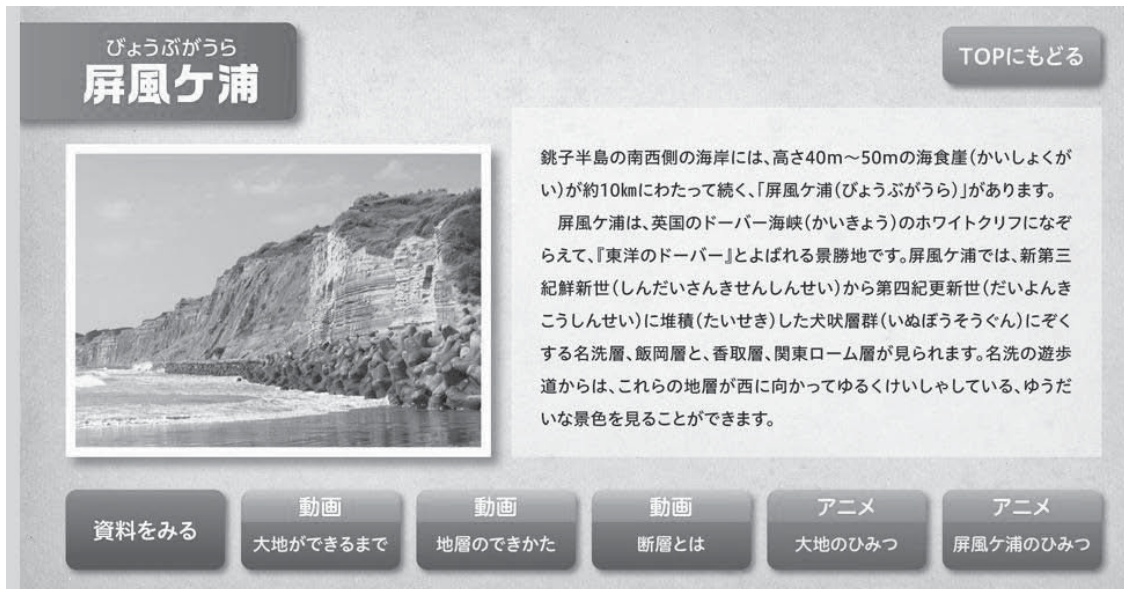 びょうぶがうら
屏風ケ浦
TOPにもどる
銚子半島の南西側の海岸には、高さ40m～50mの海食崖(かいしょくが
い)が約10㎞にわたって続く、「屏風ケ浦(びょうぶがうら)」があります。
　屏風ケ浦は、英国のドーバー海峡(かいきょう)のホワイトクリフになぞ
らえて、『東洋のドーバー』とよばれる景勝地です。屏風ケ浦では、新第三
紀鮮新世(しんだいさんきせんしんせい)から第四紀更新世(だいよんき
こうしんせい)に堆積(たいせき)した犬吠層群(いぬぼうそうぐん)にぞく
する名洗層、飯岡層と、香取層、関東ローム層が見られます。名洗の遊歩
道からは、これらの地層が西に向かってゆるくけいしゃしている、ゆうだ
いな景色を見ることができます。
資料をみる
動画
大地ができるまで
動画
地層のできかた
動画
断層とは
アニメ
大地のひみつ
アニメ
屏風ケ浦のひみつ